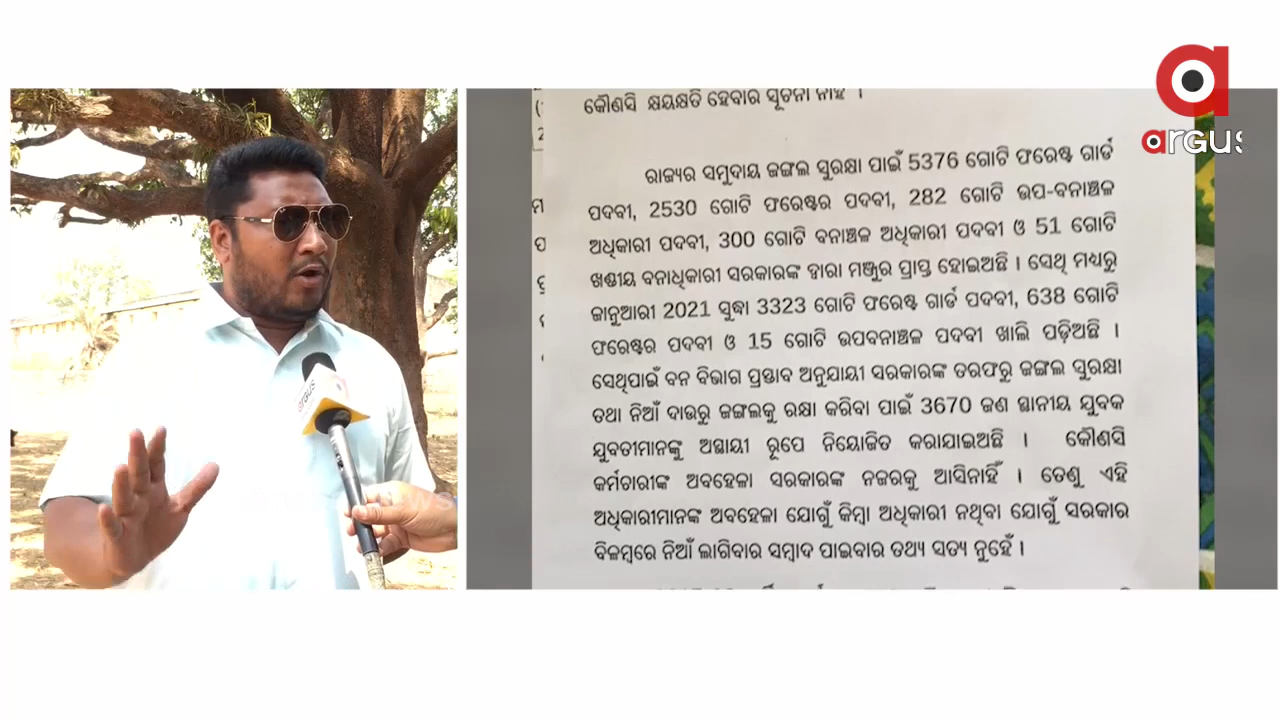 argus
argus
କୌଣସି କ୍ଷୟକ୍ଷତି ହେବାର ସୂଚନା ନାହିଁ ।
ରାଜ୍ୟର ସମୁଦାୟ ଜଙ୍ଗଲ ସୁରକ୍ଷା ପାଇଁ 5376 ଗୋଟି ଫରେଷ୍ଟ ଗାର୍ଡ
ପଦବୀ, 2530 ଗୋଟି ଫରେଷ୍ଟର ପଦବୀ, 282 ଗୋଟି ଉପ-ବନାଞ୍ଚଳ
ଅଧିକାରୀ ପଦବୀ, 300 ଗୋଟି ବନାଞ୍ଚଳ ଅଧିକାରୀ ପଦବୀ ଓ 51 ଗୋଟି
ଖଣ୍ଡୀୟ ବନାଧିକାରୀ ସରକାରଙ୍କ ଦ୍ୱାରା ମଞ୍ଜୁର ପ୍ରାପ୍ତ ହୋଇଅଛି । ସେଥି ମଧ୍ୟରୁ
ଜାନୁଆରୀ 2021 ସୁଦ୍ଧା 3323 ଗୋଟି ଫରେଷ୍ଟ ଗାର୍ଡ ପଦବୀ, 638 ଗୋଟି
ଫରେଷ୍ଟର ପଦବୀ ଓ 15 ଗୋଟି ଉପବନାଞ୍ଚଳ ପଦବୀ ଖାଲି ପଡ଼ିଅଛି ।
ସେଥିପାଇଁ ବନ ବିଭାଗ ପ୍ରସ୍ତାବ ଅନୁଯାୟୀ ସରକାରଙ୍କ ତରଫରୁ ଜଙ୍ଗଲ ସୁରକ୍ଷା
ତଥା ନିଆଁ ଦାଉରୁ ଜଙ୍ଗଲକୁ ରକ୍ଷା କରିବା ପାଇଁ 3670 ଜଣ ସ୍ଥାନୀୟ ଯୁବକ
ଯୁବତୀମାନଙ୍କୁ ଅସ୍ଥାୟୀ ରୂପେ ନିୟୋଜିତ କରାଯାଇଅଛି । କୌଣସି
କର୍ମଚାରୀଙ୍କ ଅବହେଳା ସରକାରଙ୍କ ନଜରକୁ ଆସିନାହିଁ । ତେଣୁ ଏହି
ଅଧିକାରୀମାନଙ୍କ ଅବହେଳା ଯୋଗୁଁ କିମ୍ବା ଅଧିକାରୀ ନଥିବା ଯୋଗୁଁ ସରକାର
ବିଳମ୍ବରେ ନିଆଁ ଲାଗିବାର ସମ୍ବାଦ ପାଇବାର ତଥ୍ୟ ସତ୍ୟ ନୁହେଁ ।